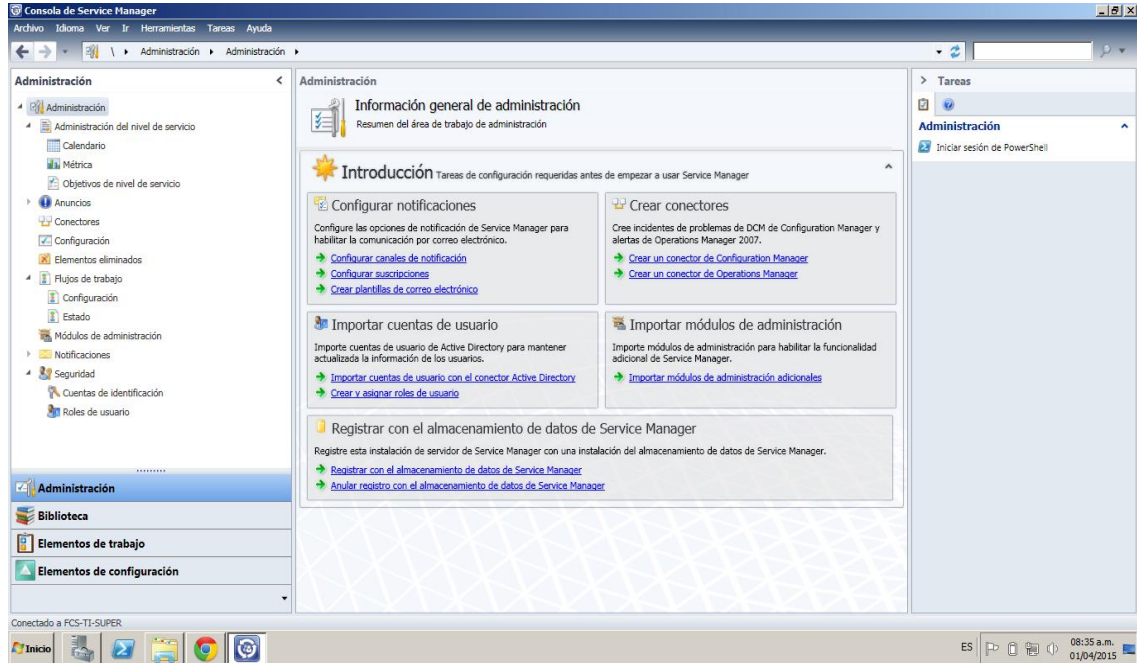 Consola de Service Manager
Archivo Idioma Ver Ir Herramientas Tareas Ayuda
\ Administración Administración
Administración
Administración
Administración del nivel de servicio
Calendario
Métrica
Objetivos de nivel de servicio
Anuncios
Conectores
Configuración
Elementos eliminados
Flujos de trabajo
Configuración
Estado
Módulos de administración
Notificaciones
Seguridad
Cuentas de identificación
Roles de usuario
Administración
Biblioteca
Elementos de trabajo
Elementos de configuración
Administración
Información general de administración
Resumen del área de trabajo de administración
Introducción Tareas de configuración requeridas antes de empezar a usar Service Manager
Configurar notificaciones
Configure las opciones de notificación de Service Manager para
habilitar la comunicación por correo electrónico.
Configurar canales de notificación
Configurar suscripciones
Crear plantillas de correo electrónico
Crear conectores
Cree incidentes de problemas de DCM de Configuration Manager y
alertas de Operations Manager 2007.
Crear un conector de Configuration Manager
Crear un conector de Operations Manager
Importar cuentas de usuario
Importe cuentas de usuario de Active Directory para mantener
actualizada la información de los usuarios.
Importar cuentas de usuario con el conector Active Directory
Crear y asignar roles de usuario
Importar módulos de administración
Importe módulos de administración para habilitar la funcionalidad
adicional de Service Manager.
Importar módulos de administración adicionales
Registrar con el almacenamiento de datos de Service Manager
Registre esta instalación de servidor de Service Manager con una instalación del almacenamiento de datos de Service Manager.
Registrar con el almacenamiento de datos de Service Manager
Anular registro con el almacenamiento de datos de Service Manager
Tareas
Administración
Iniciar sesión de PowerShell
Conectado a FCS-TI-SUPER
Inicio
ES
08:35 a.m.
01/04/2015